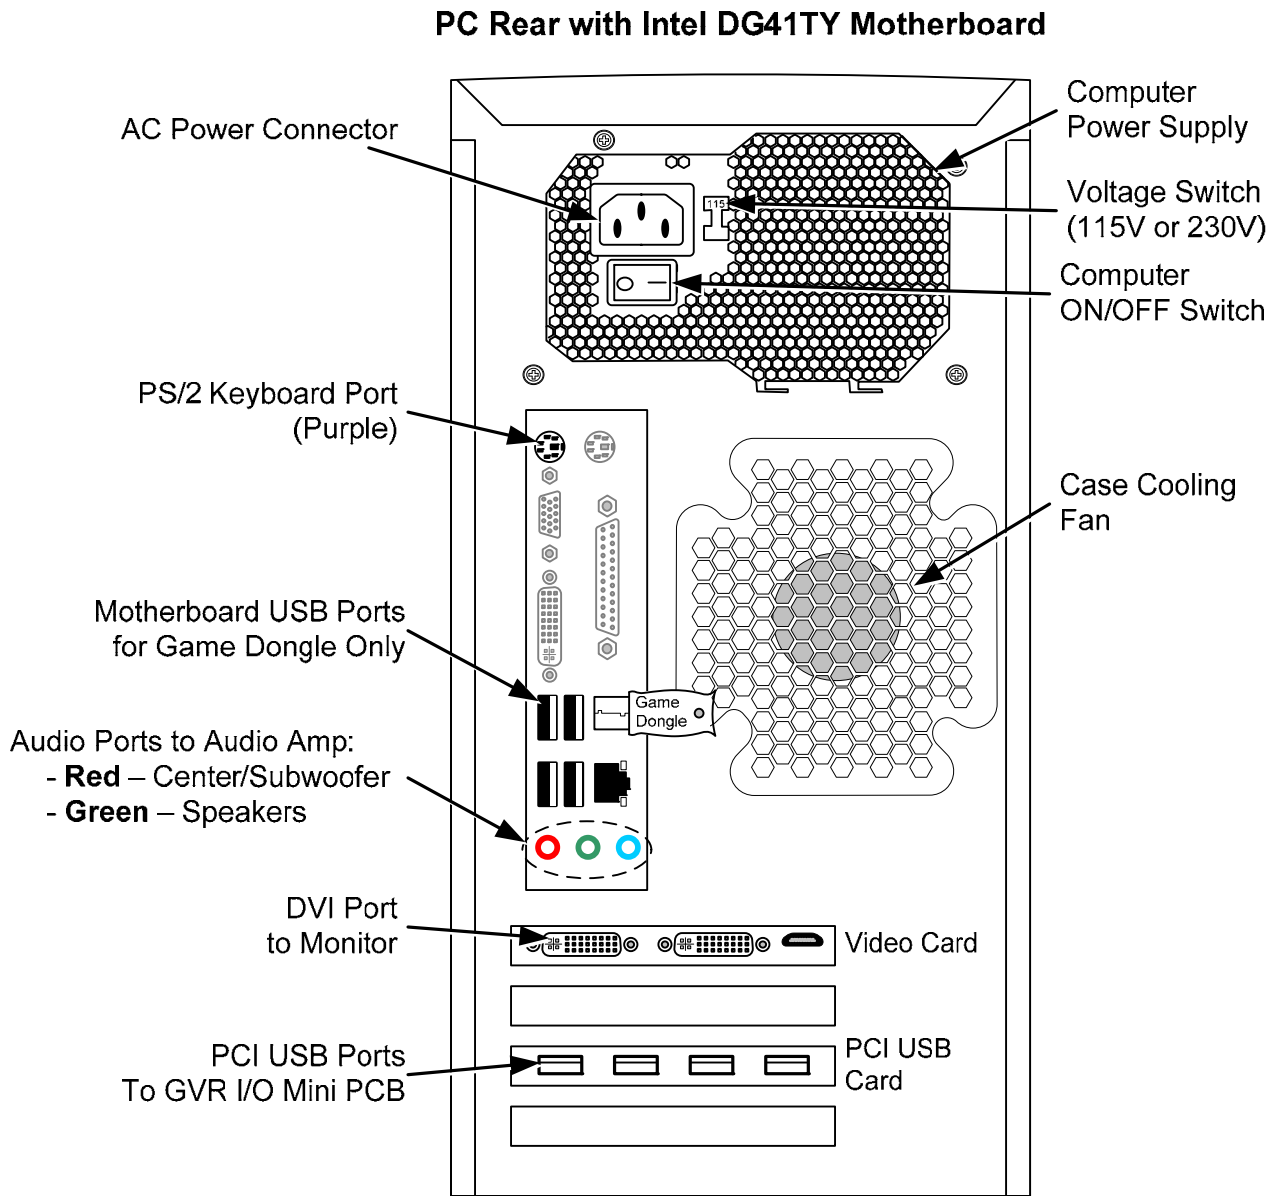 PC Rear with Intel DG41TY Motherboard
AC Power Connector
Computer
Power Supply
Voltage Switch
(115V or 230V)
115
Computer
ON/OFF Switch
PS/2 Keyboard Port
(Purple)
Case Cooling
Fan
Motherboard USB Ports
for Game Dongle Only
Game
Dongle
Audio Ports to Audio Amp:
- Red – Center/Subwoofer
- Green – Speakers
DVI Port
to Monitor
Video Card
PCI USB Ports
To GVR I/O Mini PCB
PCI USB
Card